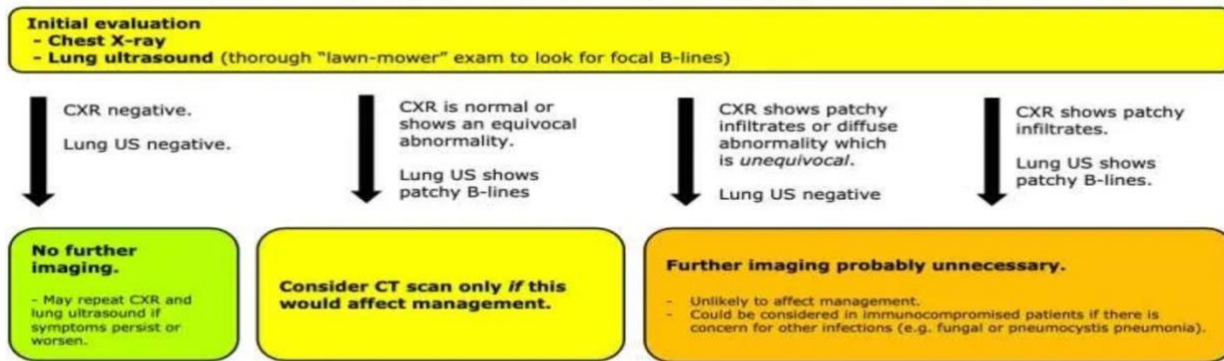 Initial evaluation
- Chest X-ray
- Lung ultrasound (thorough "lawn-mower" exam to look for focal B-lines)
CXR negative.
Lung US negative.
CXR is normal or
shows an equivocal
abnormality.
Lung US shows
patchy B-lines
CXR shows patchy
infiltrates or diffuse
abnormality which
is unequivocal.
Lung US negative
CXR shows patchy
infiltrates.
Lung US shows
patchy B-lines.
No further
imaging.
- May repeat CXR and
lung ultrasound if
symptoms persist or
worsen.
Consider CT scan only if this
would affect management.
Further imaging probably unnecessary.
- Unlikely to affect management.
- Could be considered in immunocompromised patients if there is
concern for other infections (e.g. fungal or pneumocystis pneumonia).